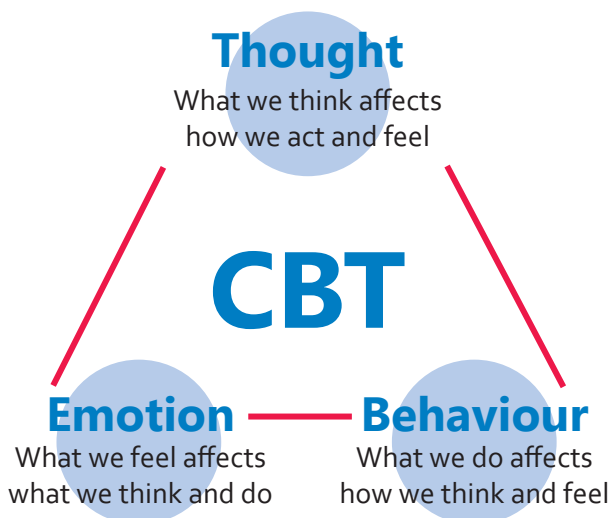 Thought
What we think affects
how we act and feel
CBT
Emotion
What we feel affects
what we think and do
Behaviour
What we do affects
how we think and feel